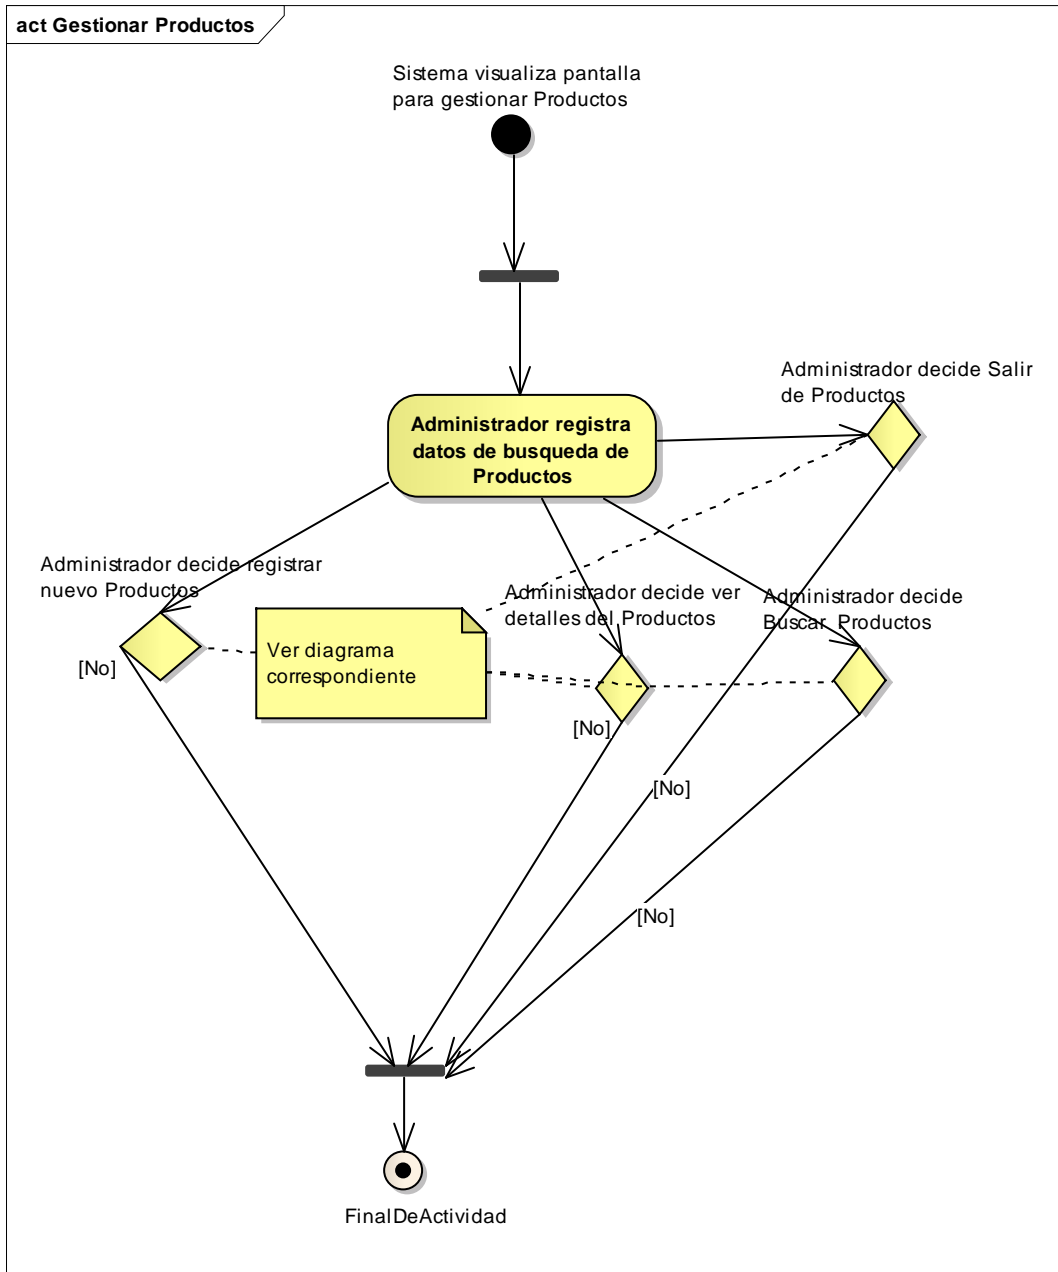 act Gestionar Productos
Sistema visualiza pantalla
para gestionar Productos
Administrador decide Salir
de Productos
Administrador registra
datos de busqueda de
Productos
Administrador decide registrar
nuevo Productos
Administrador decide ver
detalles del Productos
Administrador decide
Buscar Productos
Ver diagrama
correspondiente
[No]
[No]
[No]
[No]
FinalDeActividad